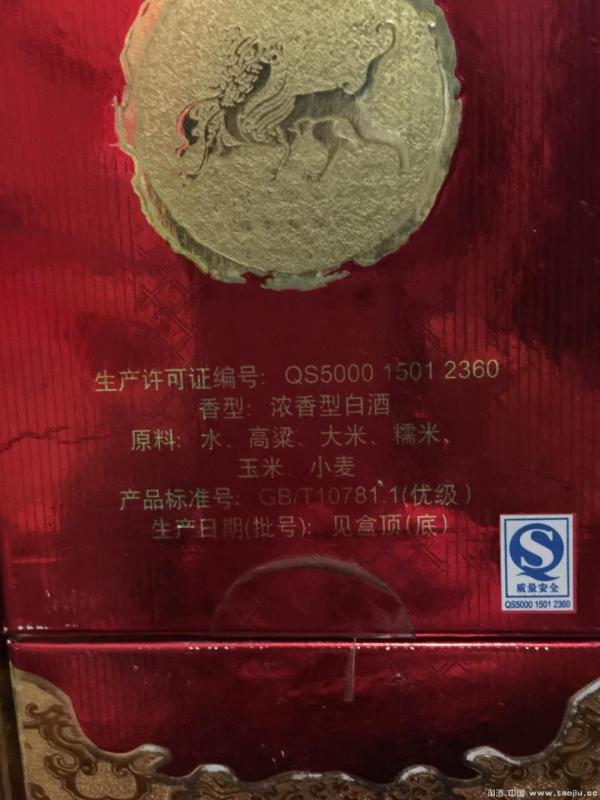 生产许可证编号: QS5000 1501 2360
香型: 浓香型白酒
原料: 水、高粱、大米、糯米、
玉米、小麦
产品标准号: GB/T10781.1(优级)
生产日期(批号): 见盒顶(底)
质量安全
QS5000 1501 2360
淘酒.中国 www.taojiu.cc